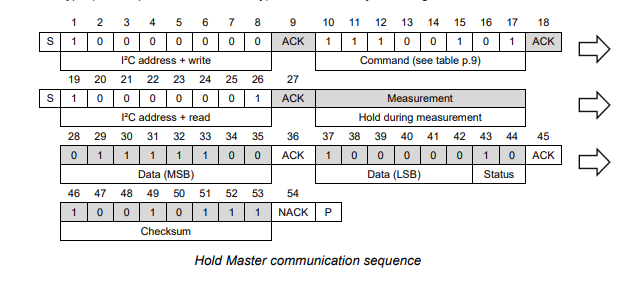 1 2 3 4 5 6 7 8 9 10 11 12 13 14 15 16 17 18
S 1 0 0 0 0 0 0 0 ACK 1 1 1 0 0 1 0 1 ACK
I²C address + write Command (see table p.9)
19 20 21 22 23 24 25 26 27
S 1 0 0 0 0 0 0 1 ACK Measurement
I²C address + read Hold during measurement
28 29 30 31 32 33 34 35 36 37 38 39 40 41 42 43 44 45
0 1 1 1 1 1 0 0 ACK 1 0 0 0 0 0 1 0 ACK
Data (MSB) Data (LSB) Status
46 47 48 49 50 51 52 53 54
1 0 0 1 0 1 1 1 NACK P
Checksum
Hold Master communication sequence